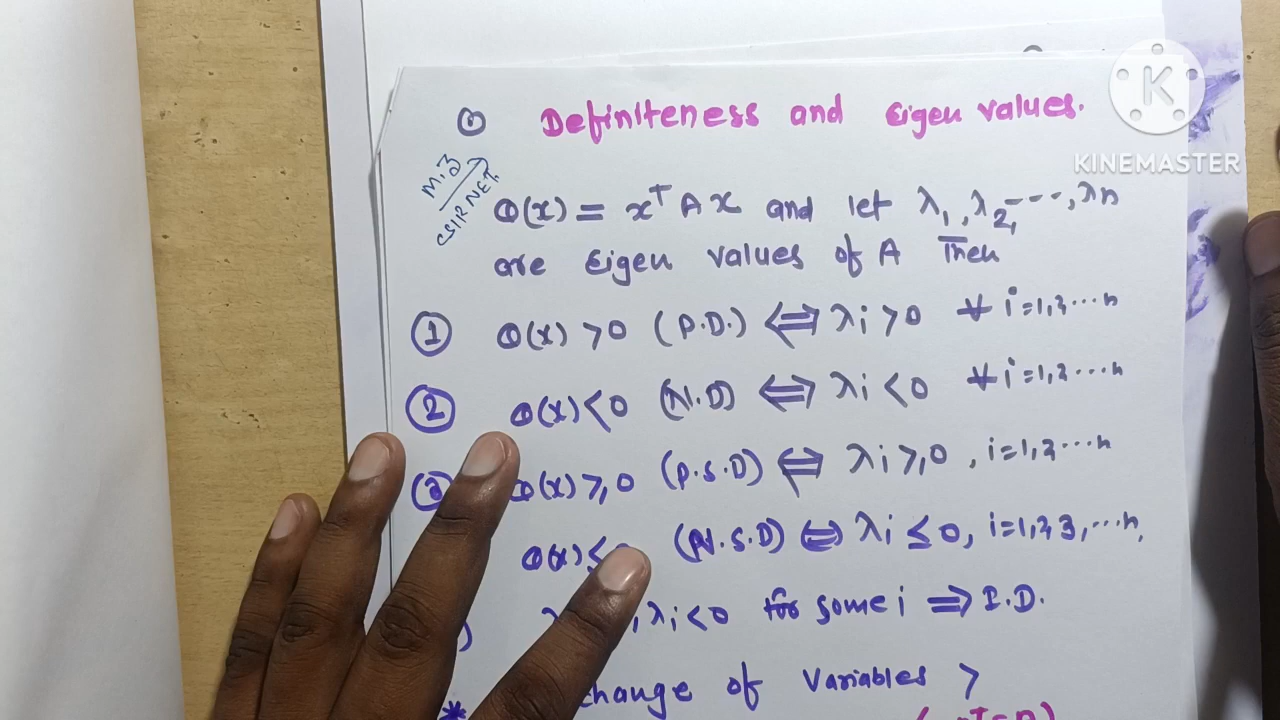 Definiteness and Eigen values.
KINEMASTER
M.Z
CSIR NET
Q(x) = xᵀ A x and let λ₁, λ₂, ----, λn
are Eigen values of A Then
① Q(x) > 0 (P.D.) ⟺ λi > 0 ∀ i=1,2...n
② Q(x) < 0 (N.D) ⟺ λi < 0 ∀ i=1,2...n
③ Q(x) ≥ 0 (P.S.D) ⟺ λi ≥ 0, i=1,2...n
Q(x) ≤ (N.S.D) ⟺ λi ≤ 0, i=1,2,3,...n,
, λi < 0 for some i ⟹ I.D.
* change of Variables >